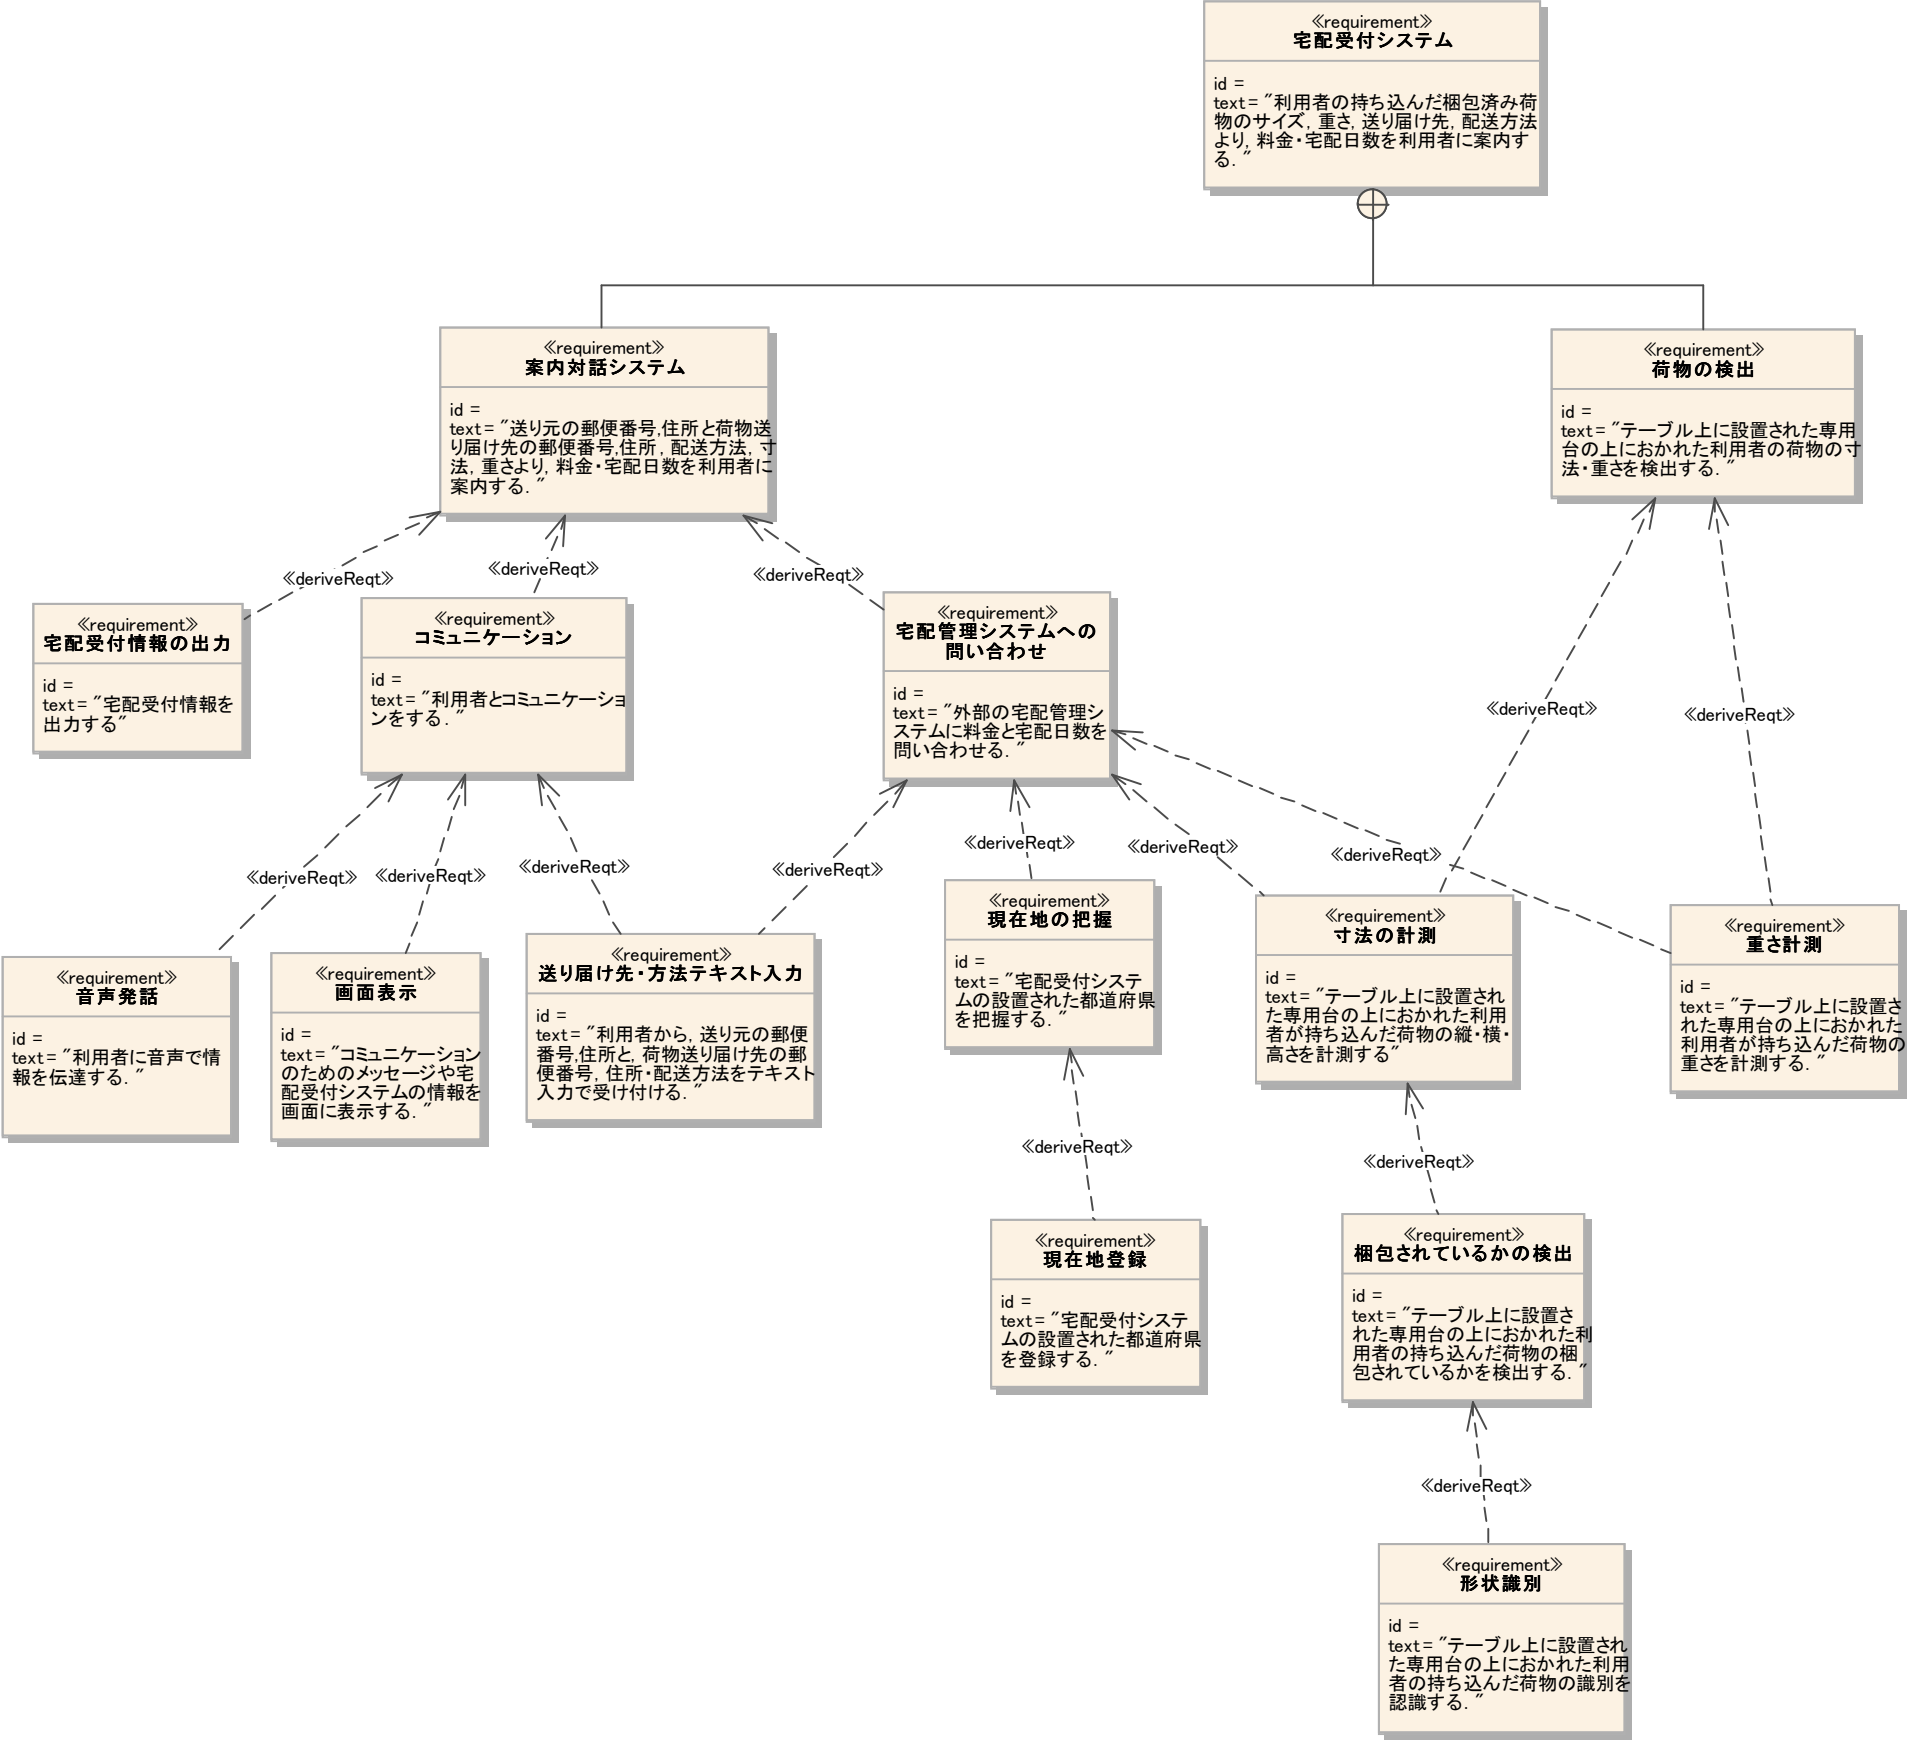 ≪requirement≫
宅配受付システム
id =
text= "利用者の持ち込んだ梱包済み荷
物のサイズ, 重さ, 送り届け先, 配送方法
より, 料金・宅配日数を利用者に案内す
る. "
≪requirement≫
案内対話システム
id =
text= "送り元の郵便番号,住所と荷物送
り届け先の郵便番号,住所, 配送方法, 寸
法, 重さより, 料金・宅配日数を利用者に
案内する. "
≪requirement≫
荷物の検出
id =
text= "テーブル上に設置された専用
台の上におかれた利用者の荷物の寸
法・重さを検出する. "
≪deriveReqt≫
≪deriveReqt≫
≪deriveReqt≫
≪requirement≫
宅配受付情報の出力
id =
text= "宅配受付情報を
出力する"
≪requirement≫
コミュニケーション
id =
text= "利用者とコミュニケーショ
ンをする. "
≪requirement≫
宅配管理システムへの
問い合わせ
id =
text= "外部の宅配管理シ
ステムに料金と宅配日数を
問い合わせる. "
≪deriveReqt≫
≪deriveReqt≫
≪deriveReqt≫
≪deriveReqt≫
≪deriveReqt≫
≪deriveReqt≫
≪deriveReqt≫
≪deriveReqt≫
≪deriveReqt≫
≪requirement≫
音声発話
id =
text= "利用者に音声で情
報を伝達する. "
≪requirement≫
画面表示
id =
text= "コミュニケーション
のためのメッセージや宅
配受付システムの情報を
画面に表示する. "
≪requirement≫
送り届け先・方法テキスト入力
id =
text= "利用者から, 送り元の郵便
番号,住所と, 荷物送り届け先の郵
便番号, 住所・配送方法をテキスト
入力で受け付ける. "
≪requirement≫
現在地の把握
id =
text= "宅配受付システ
ムの設置された都道府県
を把握する. "
≪requirement≫
寸法の計測
id =
text= "テーブル上に設置され
た専用台の上におかれた利用
者が持ち込んだ荷物の縦・横・
高さを計測する"
≪requirement≫
重さ計測
id =
text= "テーブル上に設置さ
れた専用台の上におかれた
利用者が持ち込んだ荷物の
重さを計測する. "
≪deriveReqt≫
≪deriveReqt≫
≪requirement≫
現在地登録
id =
text= "宅配受付システ
ムの設置された都道府県
を登録する. "
≪requirement≫
梱包されているかの検出
id =
text= "テーブル上に設置さ
れた専用台の上におかれた利
用者の持ち込んだ荷物の梱
包されているかを検出する. "
≪deriveReqt≫
≪requirement≫
形状識別
id =
text= "テーブル上に設置され
た専用台の上におかれた利用
者の持ち込んだ荷物の識別を
認識する. "